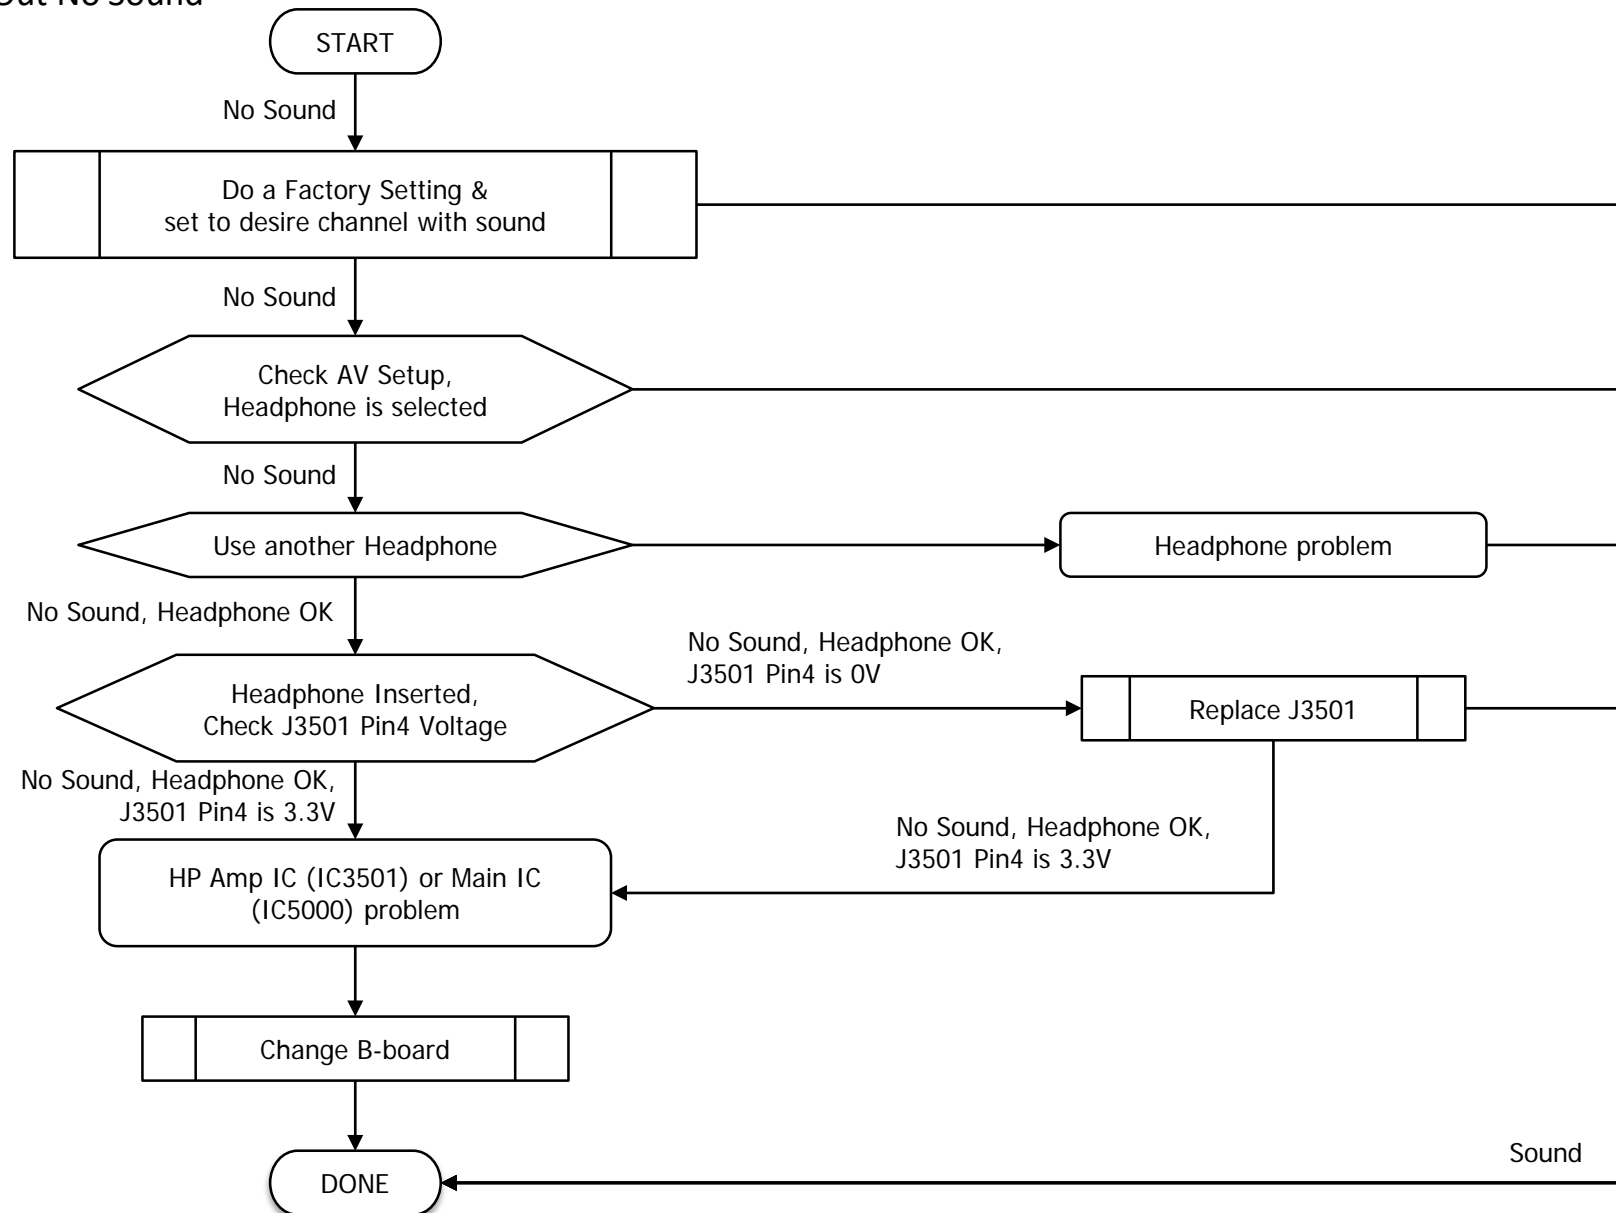 Out No Sound
START
No Sound
Do a Factory Setting &
set to desire channel with sound
No Sound
Check AV Setup,
Headphone is selected
No Sound
Use another Headphone
Headphone problem
No Sound, Headphone OK
No Sound, Headphone OK,
J3501 Pin4 is 0V
Headphone Inserted,
Check J3501 Pin4 Voltage
Replace J3501
No Sound, Headphone OK,
J3501 Pin4 is 3.3V
No Sound, Headphone OK,
J3501 Pin4 is 3.3V
HP Amp IC (IC3501) or Main IC
(IC5000) problem
Change B-board
Sound
DONE